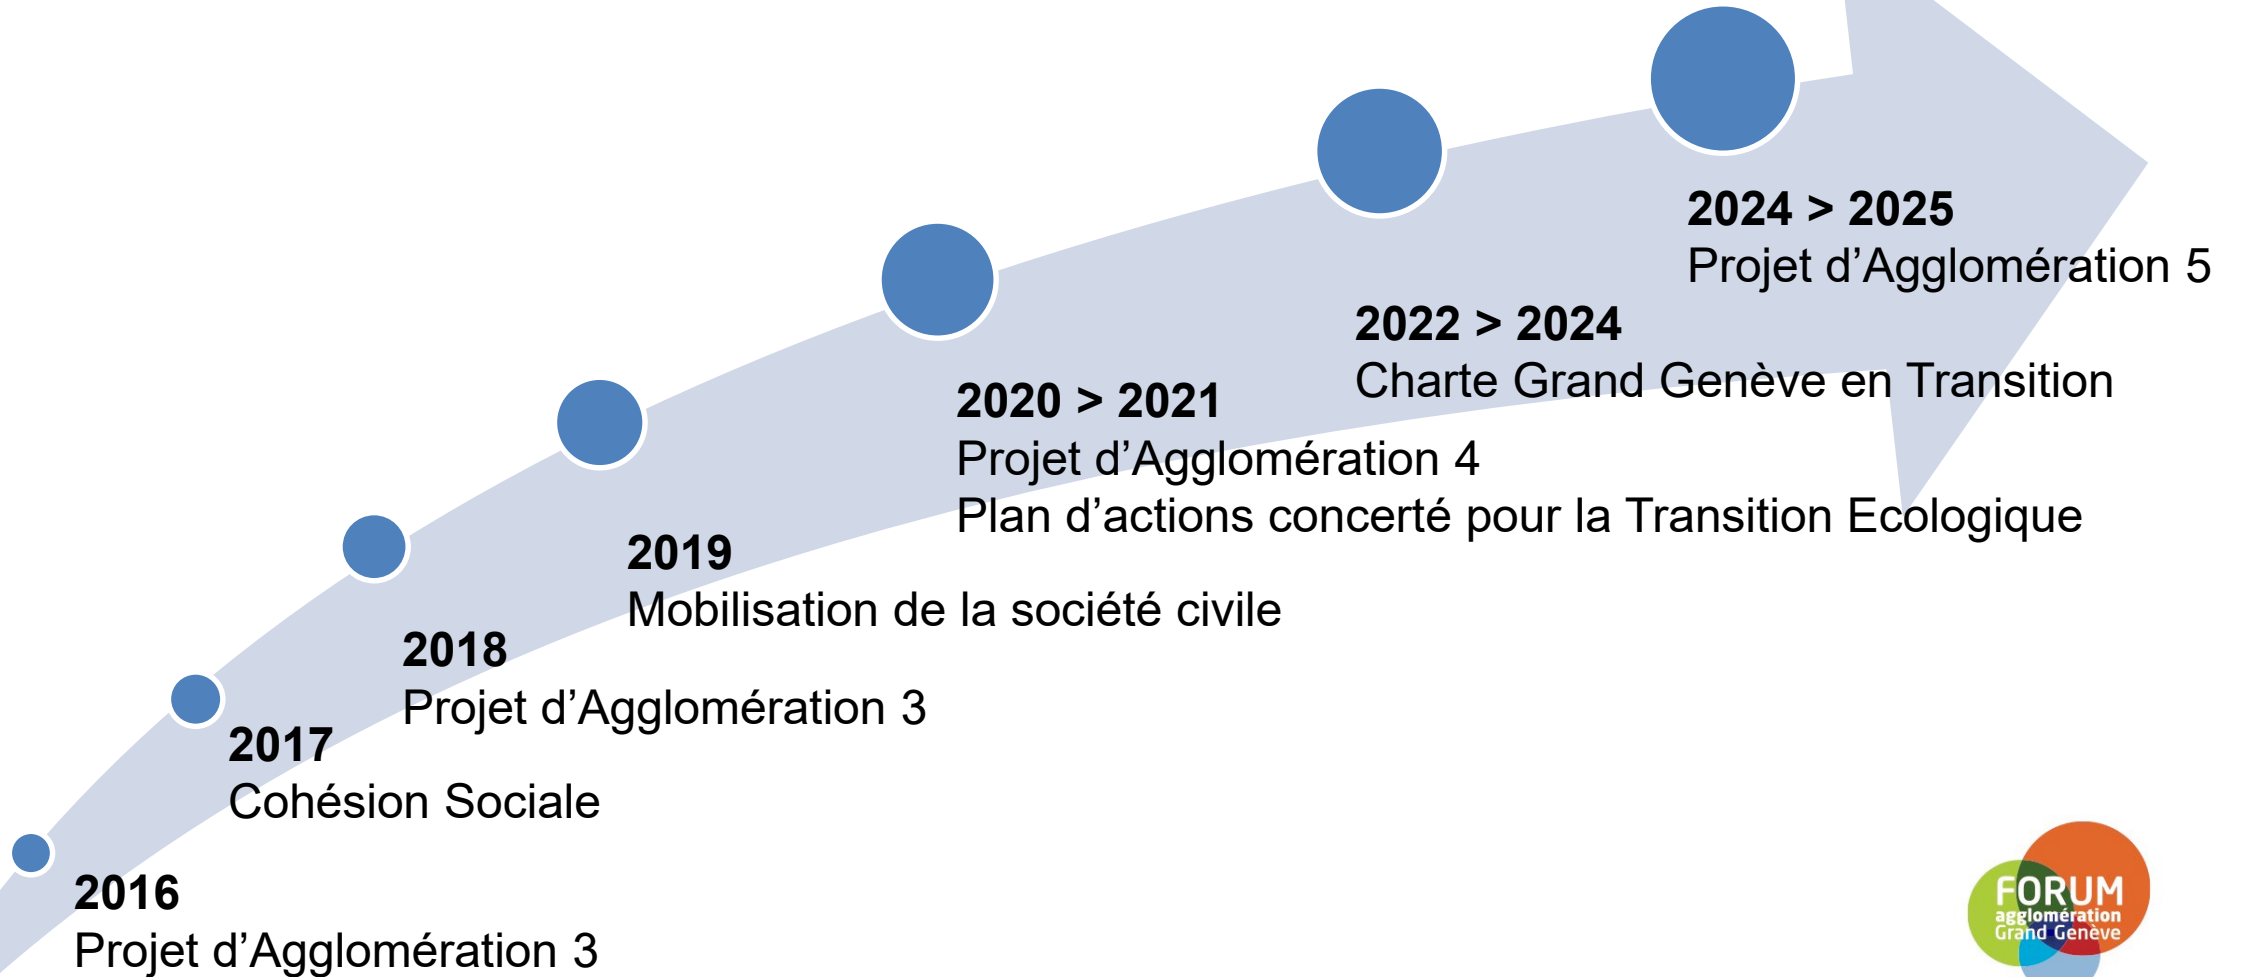 2024 > 2025
Projet d’Agglomération 5
2022 > 2024
Charte Grand Genève en Transition
2020 > 2021
Projet d’Agglomération 4
Plan d’actions concerté pour la Transition Ecologique
2019
Mobilisation de la société civile
2018
Projet d’Agglomération 3
2017
Cohésion Sociale
2016
Projet d’Agglomération 3
FORUM
agglomération
Grand Genève